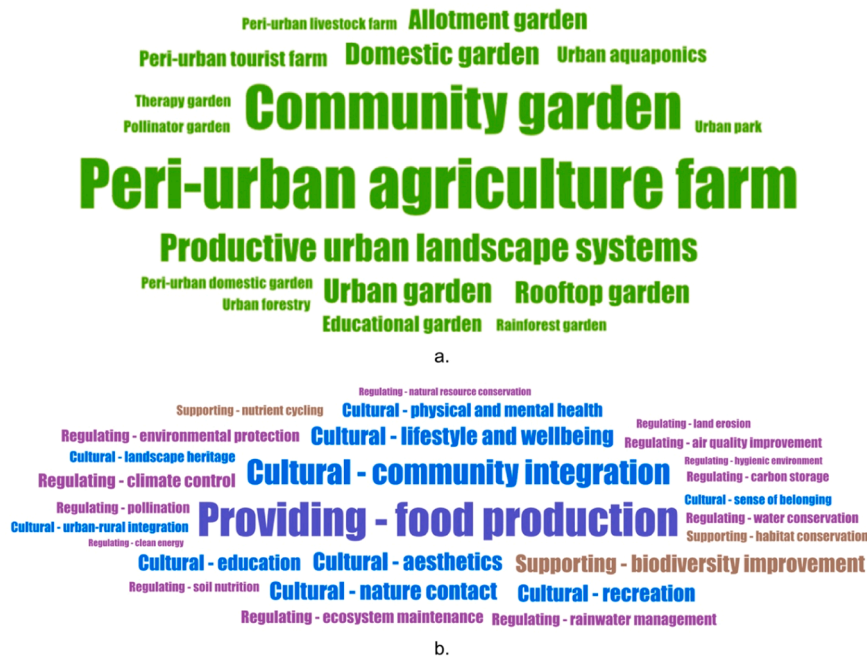 Peri-urban livestock farm Allotment garden
Peri-urban tourist farm Domestic garden Urban aquaponics
Therapy garden
Community garden
Pollinator garden
Urban park
Peri-urban agriculture farm
Productive urban landscape systems
Peri-urban domestic garden
Urban forestry
Urban garden Rooftop garden
Educational garden Rainforest garden
a.
Regulating - natural resource conservation
Supporting - nutrient cycling Cultural - physical and mental health
Regulating - land erosion
Regulating - environmental protection Cultural - lifestyle and wellbeing Regulating - air quality improvement
Cultural - landscape heritage
Regulating - hygienic environment
Regulating - climate control Cultural - community integration Regulating - carbon storage
Regulating - pollination
Cultural - sense of belonging
Providing - food production
Regulating - water conservation
Cultural - urban-rural integration
Supporting - habitat conservation
Regulating - clean energy
Cultural - education Cultural - aesthetics Supporting - biodiversity improvement
Regulating - soil nutrition Cultural - nature contact Cultural - recreation
Regulating - ecosystem maintenance Regulating - rainwater management
b.